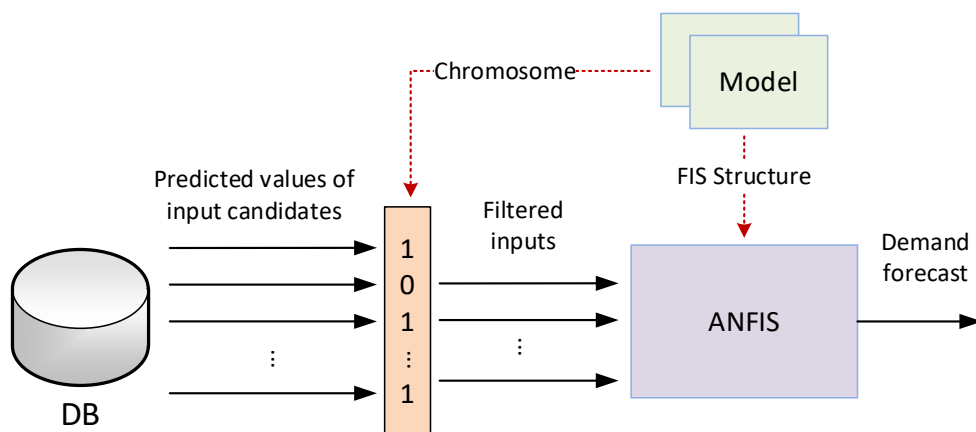 Chromosome
Model
FIS Structure
Predicted values of
input candidates
Filtered
inputs
Demand
forecast
1
0
1
⋮
1
⋮
⋮
ANFIS
DB